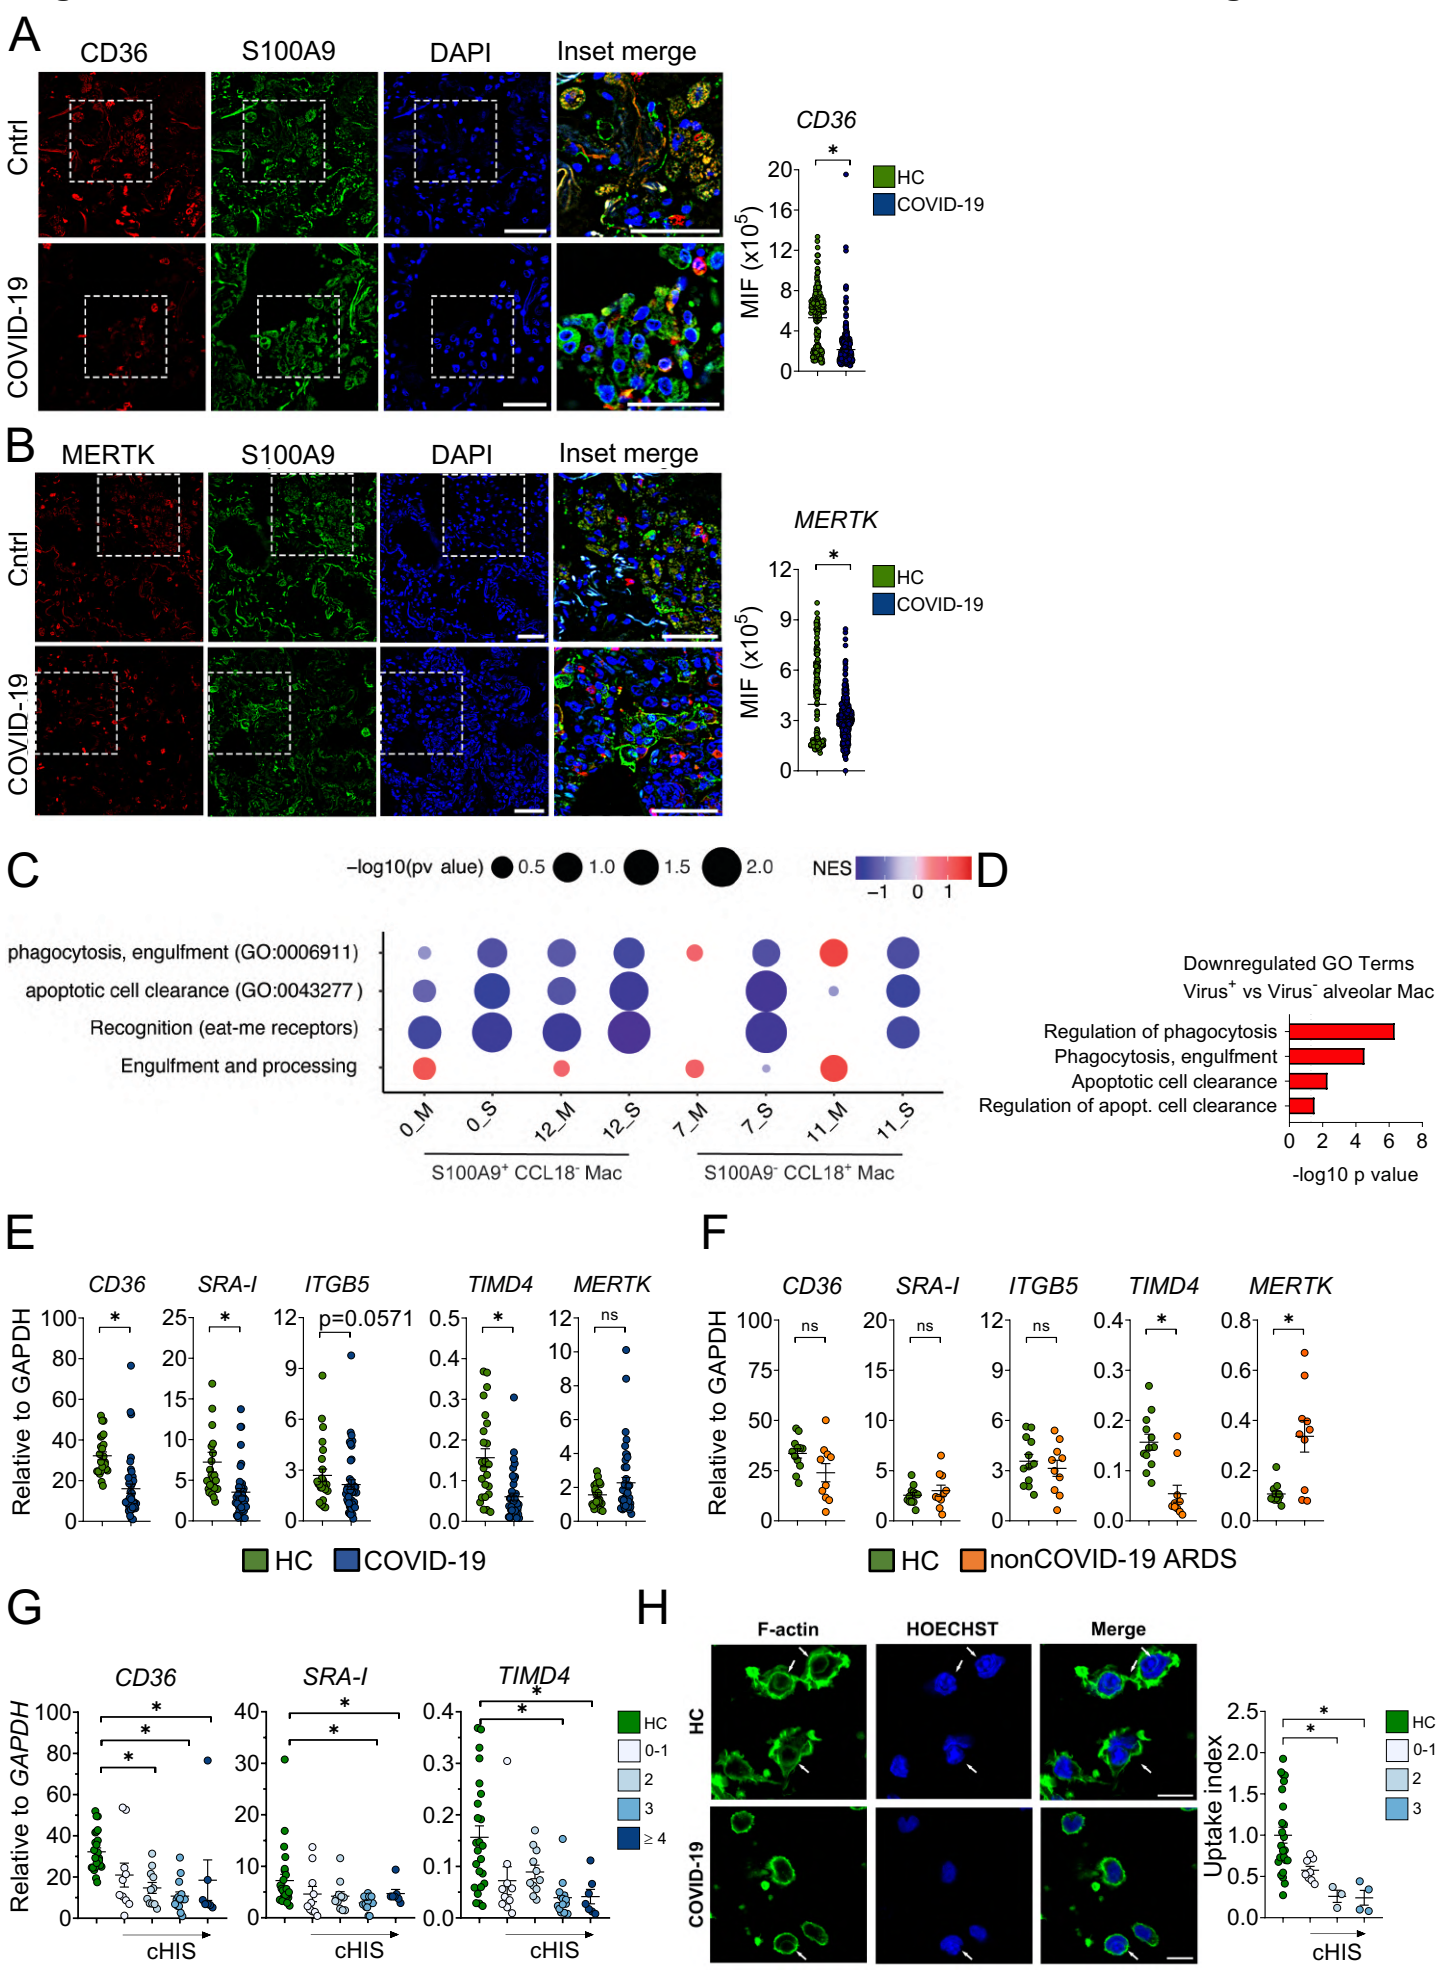 A
CD36 S100A9 DAPI Inset merge
Cntrl
COVID-19
CD36
*
MIF (x10⁵)
20
16
12
8
4
0
HC
COVID-19
B
MERTK S100A9 DAPI Inset merge
Cntrl
COVID-19
MERTK
*
MIF (x10⁵)
12
9
6
3
0
HC
COVID-19
C
−log10(pv alue) 0.5 1.0 1.5 2.0
NES
−1 0 1
phagocytosis, engulfment (GO:0006911)
apoptotic cell clearance (GO:0043277)
Recognition (eat-me receptors)
Engulfment and processing
0_M 0_S 12_M 12_S 7_M 7_S 11_M 11_S
S100A9⁺ CCL18⁻ Mac S100A9⁻ CCL18⁺ Mac
D
Downregulated GO Terms
Virus⁺ vs Virus⁻ alveolar Mac
Regulation of phagocytosis
Phagocytosis, engulfment
Apoptotic cell clearance
Regulation of apopt. cell clearance
0 2 4 6 8
-log10 p value
E
Relative to GAPDH
CD36 SRA-I ITGB5 TIMD4 MERTK
* * p=0.0571 * ns
100 80 60 40 20 0
25 20 15 10 5 0
12 9 6 3 0
0.5 0.4 0.3 0.2 0.1 0.0
12 10 8 6 4 2 0
HC COVID-19
F
Relative to GAPDH
CD36 SRA-I ITGB5 TIMD4 MERTK
ns ns ns * *
100 75 50 25 0
20 15 10 5 0
12 9 6 3 0
0.4 0.3 0.2 0.1 0.0
0.8 0.6 0.4 0.2 0.0
HC nonCOVID-19 ARDS
G
Relative to GAPDH
CD36 SRA-I TIMD4
* * *
* *
* *
100 80 60 40 20 0
40 30 20 10 0
0.4 0.3 0.2 0.1 0.0
cHIS cHIS cHIS
HC
0-1
2
3
≥ 4
H
F-actin HOECHST Merge
HC
COVID-19
Uptake index
2.5
2.0
1.5
1.0
0.5
0.0
*
*
cHIS
HC
0-1
2
3